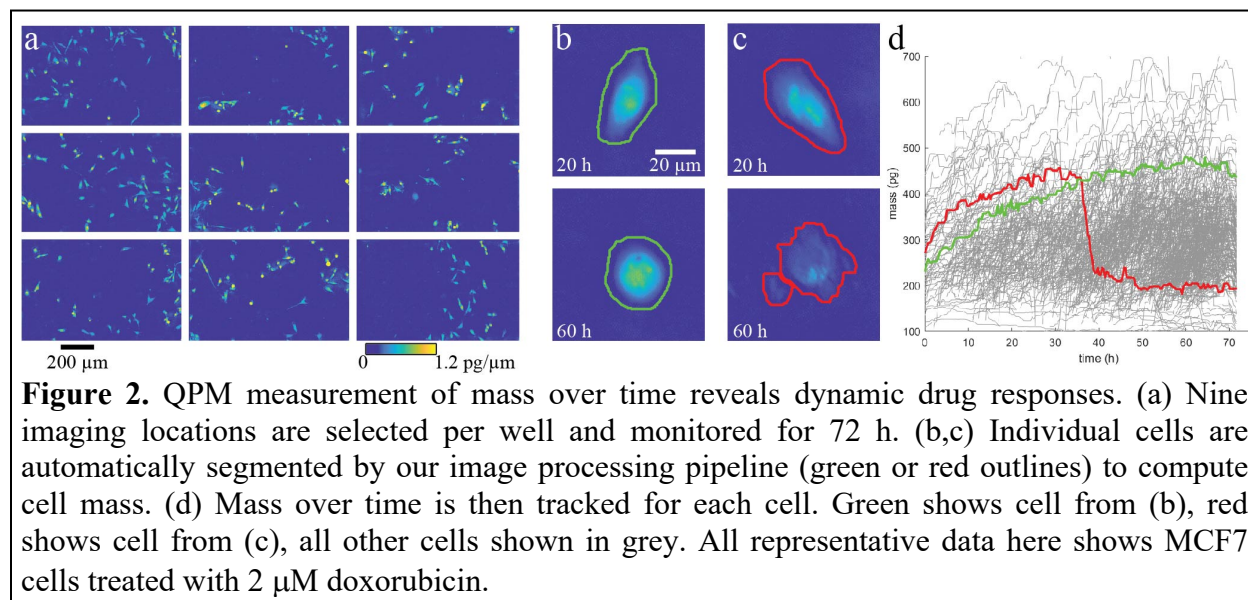 a
b
c
d
20 h
20 µm
20 h
60 h
60 h
200 µm
0
1.2 pg/µm
700
600
500
400
300
200
100
mass (pg)
0
10
20
30
40
50
60
70
time (h)
Figure 2. QPM measurement of mass over time reveals dynamic drug responses. (a) Nine
imaging locations are selected per well and monitored for 72 h. (b,c) Individual cells are
automatically segmented by our image processing pipeline (green or red outlines) to compute
cell mass. (d) Mass over time is then tracked for each cell. Green shows cell from (b), red
shows cell from (c), all other cells shown in grey. All representative data here shows MCF7
cells treated with 2 µM doxorubicin.